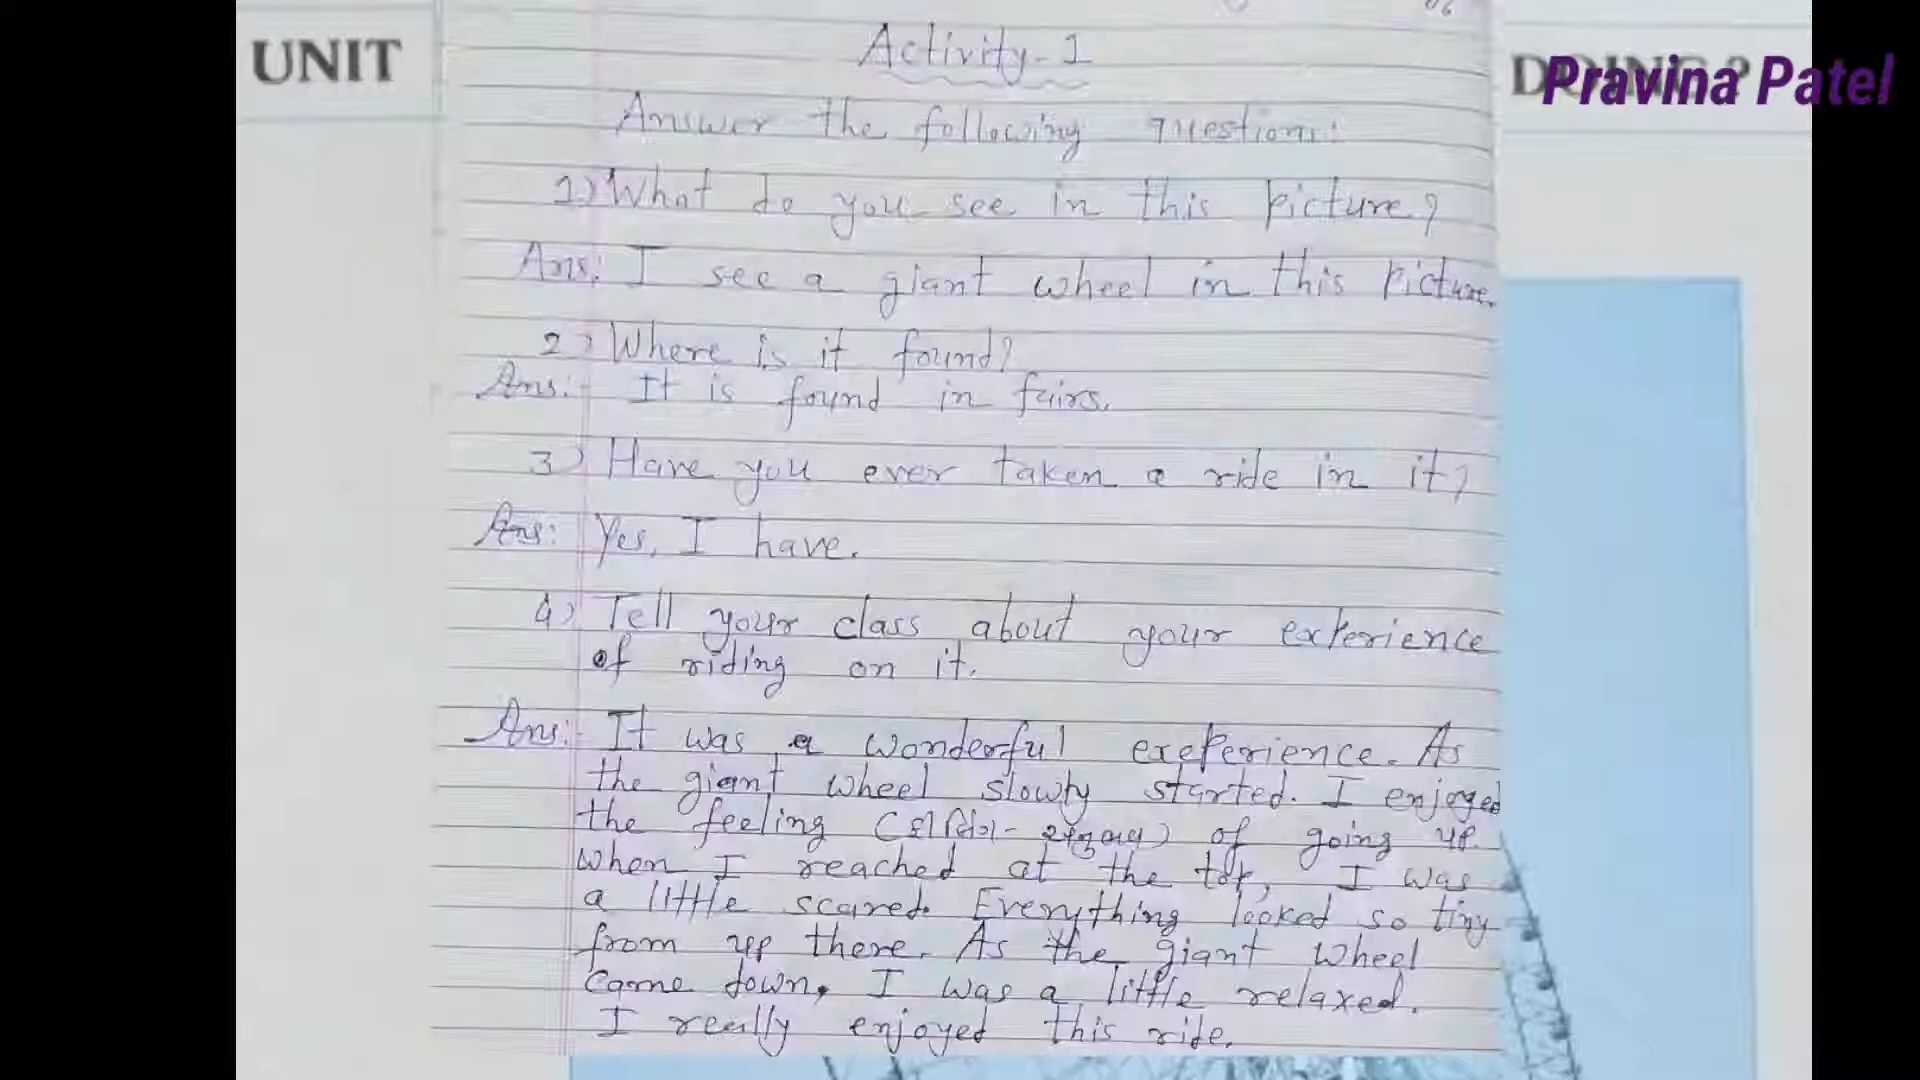 UNIT
Pravina Patel
Activity-1
Answer the following questions:
1) What do you see in this picture?
Ans: I see a giant wheel in this picture.
2) Where is it found?
Ans:- It is found in fairs.
3) Have you ever taken a ride in it?
Ans: Yes, I have.
4) Tell your class about your experience
of riding on it.
Ans:- It was a wonderful exeperience. As
the giant wheel slowly started. I enjoyed
the feeling of going up.
when I reached at the top, I was
a little scared. Everything looked so tiny
from up there. As the giant wheel
came down, I was a little relaxed.
I really enjoyed this ride.